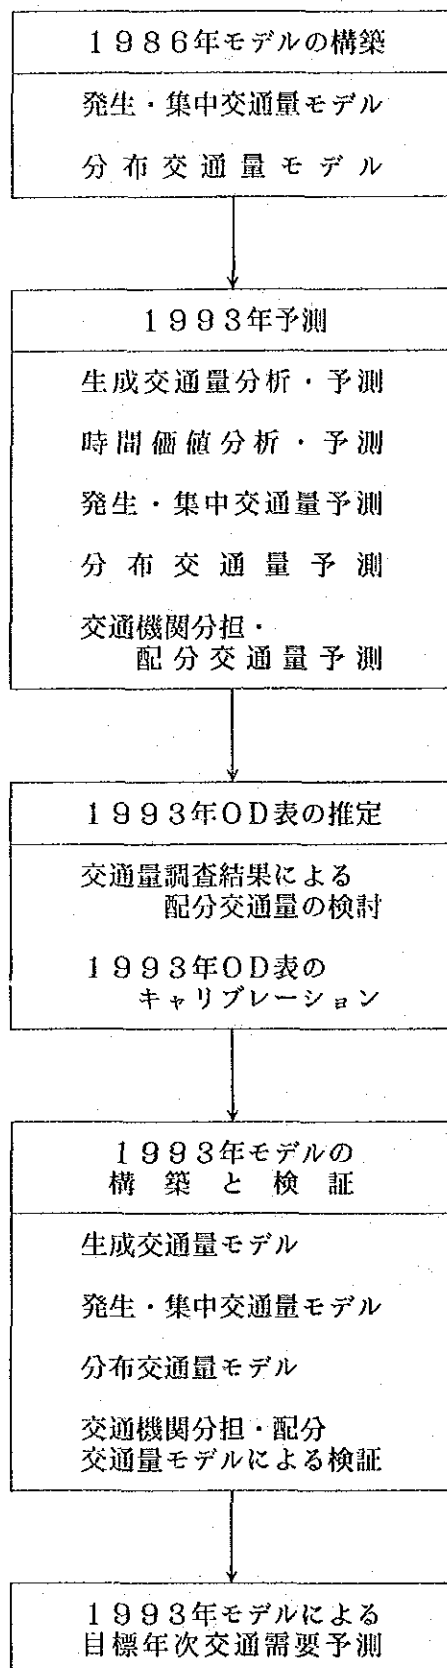 1986年モデルの構築
発生・集中交通量モデル
分布交通量モデル
1993年予測
生成交通量分析・予測
時間価値分析・予測
発生・集中交通量予測
分布交通量予測
交通機関分担・
配分交通量予測
1993年OD表の推定
交通量調査結果による
配分交通量の検討
1993年OD表の
キャリブレーション
1993年モデルの
構築と検証
生成交通量モデル
発生・集中交通量モデル
分布交通量モデル
交通機関分担・配分
交通量モデルによる検証
1993年モデルによる
目標年次交通需要予測